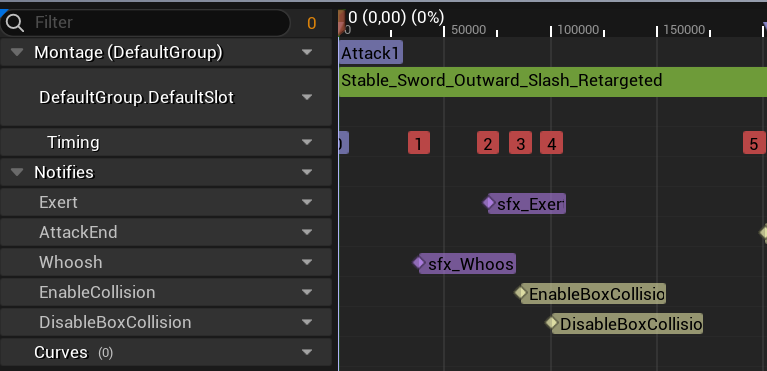 Filter 0
0 (0,00) (0%)
0 50000 100000 150000
Montage (DefaultGroup)
Attack1
DefaultGroup.DefaultSlot
Stable_Sword_Outward_Slash_Retargeted
Timing
1 2 3 4 5
Notifies
Exert
sfx_Exer
AttackEnd
Whoosh
sfx_Whoos
EnableCollision
EnableBoxCollisio
DisableBoxCollision
DisableBoxCollisio
Curves (0)